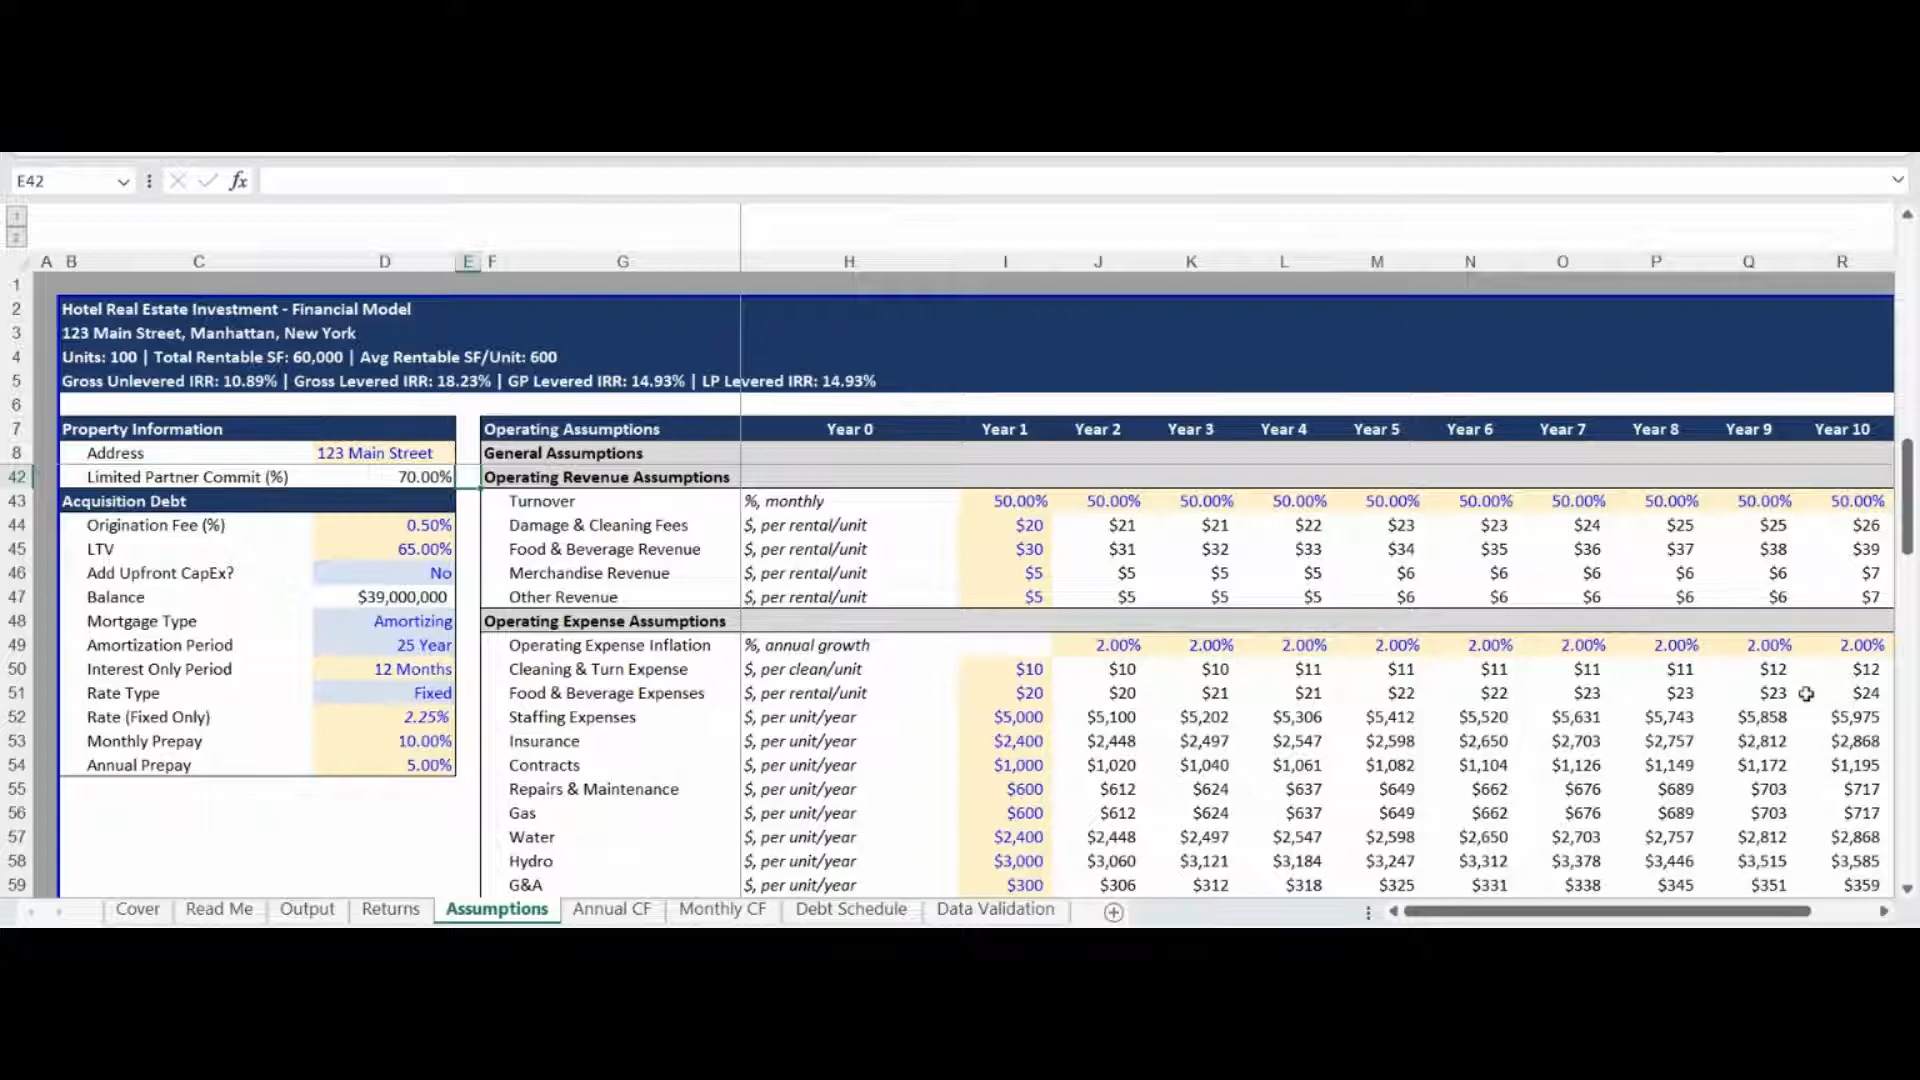 E42
fx
1
2
A B C D E F G H I J K L M N O P Q R
1
2 Hotel Real Estate Investment - Financial Model
3 123 Main Street, Manhattan, New York
4 Units: 100 | Total Rentable SF: 60,000 | Avg Rentable SF/Unit: 600
5 Gross Unlevered IRR: 10.89% | Gross Levered IRR: 18.23% | GP Levered IRR: 14.93% | LP Levered IRR: 14.93%
6
7 Property Information Operating Assumptions Year 0 Year 1 Year 2 Year 3 Year 4 Year 5 Year 6 Year 7 Year 8 Year 9 Year 10
8 Address 123 Main Street General Assumptions
42 Limited Partner Commit (%) 70.00% Operating Revenue Assumptions
43 Acquisition Debt Turnover %, monthly 50.00% 50.00% 50.00% 50.00% 50.00% 50.00% 50.00% 50.00% 50.00% 50.00%
44 Origination Fee (%) 0.50% Damage & Cleaning Fees $, per rental/unit $20 $21 $21 $22 $23 $23 $24 $25 $25 $26
45 LTV 65.00% Food & Beverage Revenue $, per rental/unit $30 $31 $32 $33 $34 $35 $36 $37 $38 $39
46 Add Upfront CapEx? No Merchandise Revenue $, per rental/unit $5 $5 $5 $5 $6 $6 $6 $6 $6 $7
47 Balance $39,000,000 Other Revenue $, per rental/unit $5 $5 $5 $5 $6 $6 $6 $6 $6 $7
48 Mortgage Type Amortizing Operating Expense Assumptions
49 Amortization Period 25 Year Operating Expense Inflation %, annual growth 2.00% 2.00% 2.00% 2.00% 2.00% 2.00% 2.00% 2.00% 2.00%
50 Interest Only Period 12 Months Cleaning & Turn Expense $, per clean/unit $10 $10 $10 $11 $11 $11 $11 $11 $12 $12
51 Rate Type Fixed Food & Beverage Expenses $, per rental/unit $20 $20 $21 $21 $22 $22 $23 $23 $23 $24
52 Rate (Fixed Only) 2.25% Staffing Expenses $, per unit/year $5,000 $5,100 $5,202 $5,306 $5,412 $5,520 $5,631 $5,743 $5,858 $5,975
53 Monthly Prepay 10.00% Insurance $, per unit/year $2,400 $2,448 $2,497 $2,547 $2,598 $2,650 $2,703 $2,757 $2,812 $2,868
54 Annual Prepay 5.00% Contracts $, per unit/year $1,000 $1,020 $1,040 $1,061 $1,082 $1,104 $1,126 $1,149 $1,172 $1,195
55 Repairs & Maintenance $, per unit/year $600 $612 $624 $637 $649 $662 $676 $689 $703 $717
56 Gas $, per unit/year $600 $612 $624 $637 $649 $662 $676 $689 $703 $717
57 Water $, per unit/year $2,400 $2,448 $2,497 $2,547 $2,598 $2,650 $2,703 $2,757 $2,812 $2,868
58 Hydro $, per unit/year $3,000 $3,060 $3,121 $3,184 $3,247 $3,312 $3,378 $3,446 $3,515 $3,585
59 G&A $, per unit/year $300 $306 $312 $318 $325 $331 $338 $345 $351 $359
Cover Read Me Output Returns Assumptions Annual CF Monthly CF Debt Schedule Data Validation